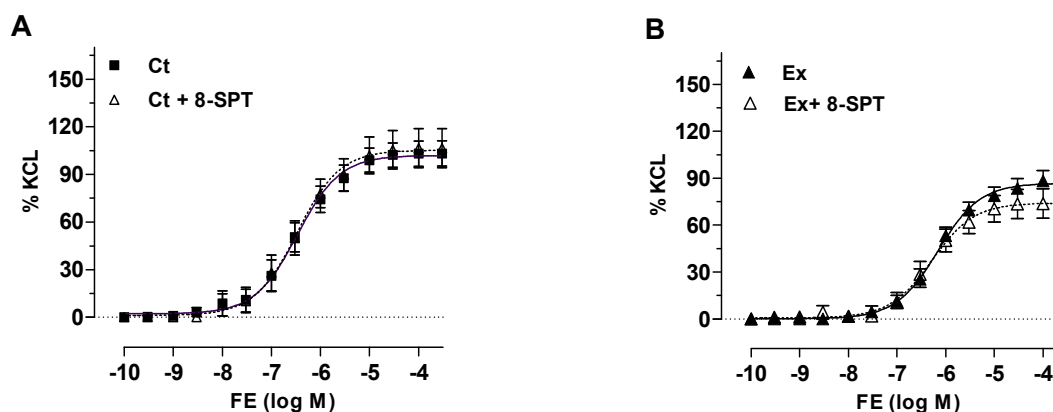 A
Ct
Ct + 8-SPT
150
120
90
60
30
0
% KCL
-10 -9 -8 -7 -6 -5 -4
FE (log M)
B
Ex
Ex+ 8-SPT
150
120
90
60
30
0
% KCL
-10 -9 -8 -7 -6 -5 -4
FE (log M)